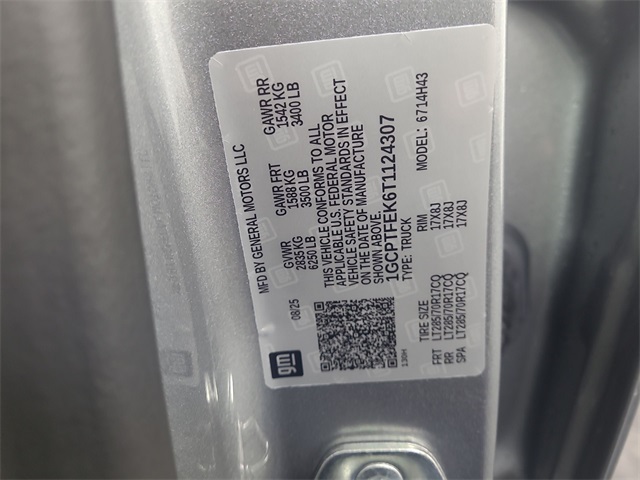 MFD BY GENERAL MOTORS LLC
08/25
GVWR GAWR FRT GAWR RR
2835 KG 1588 KG 1542 KG
6250 LB 3500 LB 3400 LB
THIS VEHICLE CONFORMS TO ALL
APPLICABLE U.S. FEDERAL MOTOR
VEHICLE SAFETY STANDARDS IN EFFECT
ON THE DATE OF MANUFACTURE
SHOWN ABOVE.
1GCPTFEK6T1124307
TYPE: TRUCK MODEL: 6714H43
TIRE SIZE RIM
FRT LT285/70R17CQ 17X8J
RR LT285/70R17CQ 17X8J
SPA LT285/70R17CQ 17X8J
gm